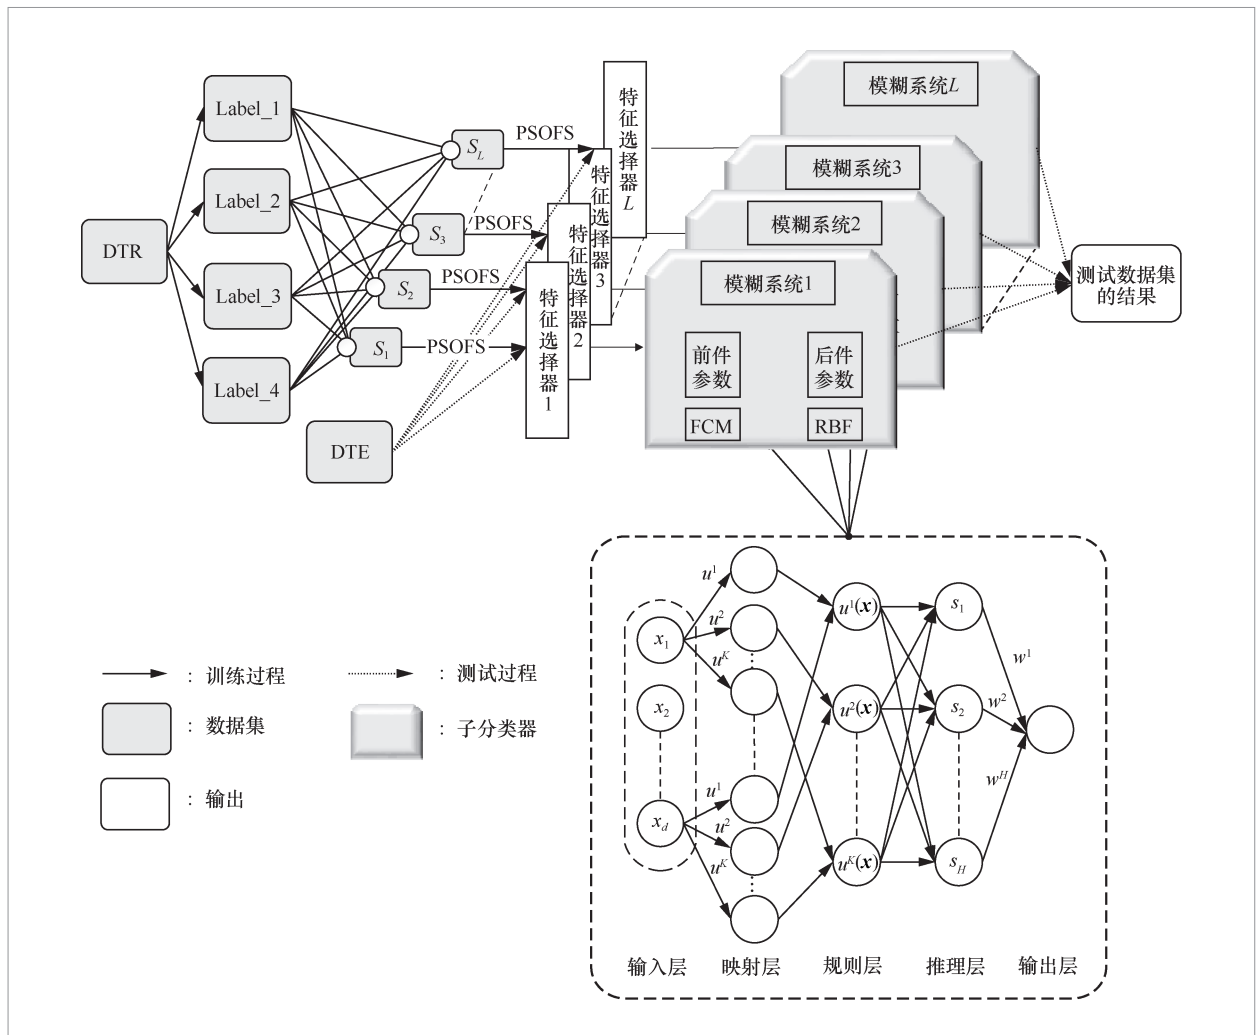 Label_1
Label_2
Label_3
Label_4
DTR
DTE
S_L
S_3
S_2
S_1
PSOFS
PSOFS
PSOFS
PSOFS
特征选择器L
特征选择器3
特征选择器2
特征选择器1
模糊系统L
模糊系统3
模糊系统2
模糊系统1
前件
参数
后件
参数
FCM
RBF
测试数据集
的结果
：训练过程
：测试过程
：数据集
：子分类器
：输出
x_1
x_2
x_d
u^1
u^2
u^K
u^1
u^2
u^K
u^1(x)
u^2(x)
u^K(x)
s_1
s_2
s_H
w^1
w^2
w^H
输入层
映射层
规则层
推理层
输出层